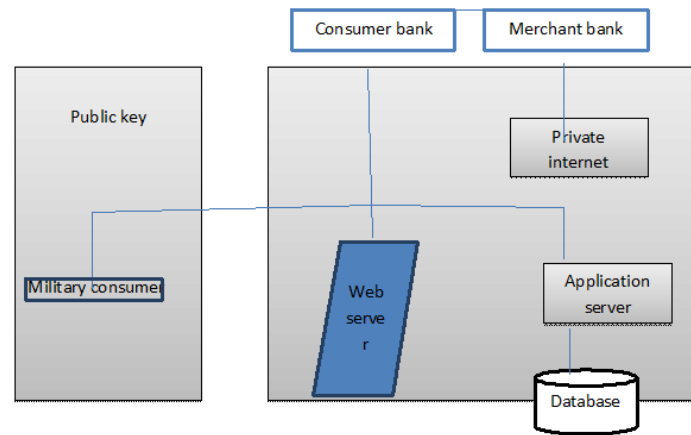 Consumer bank
Merchant bank
Public key
Private
internet
Military consumer
Web
serve
r
Application
server
Database